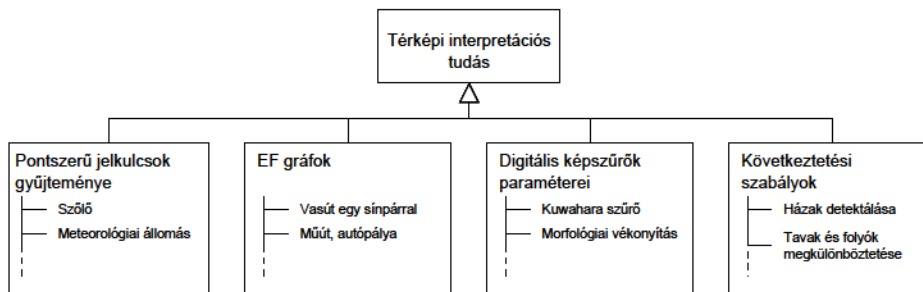 Térképi interpretációs
tudás
Pontszerű jelkulcsok
gyűjteménye
Szőlő
Meteorológiai állomás
EF gráfok
Vasút egy sínpárral
Műút, autópálya
Digitális képszűrők
paraméterei
Kuwahara szűrő
Morfológiai vékonyítás
Következtetési
szabályok
Házak detektálása
Tavak és folyók
megkülönböztetése